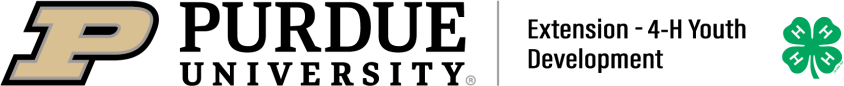 P
PURDUE
UNIVERSITY®
Extension - 4-H Youth
Development
H H
H H